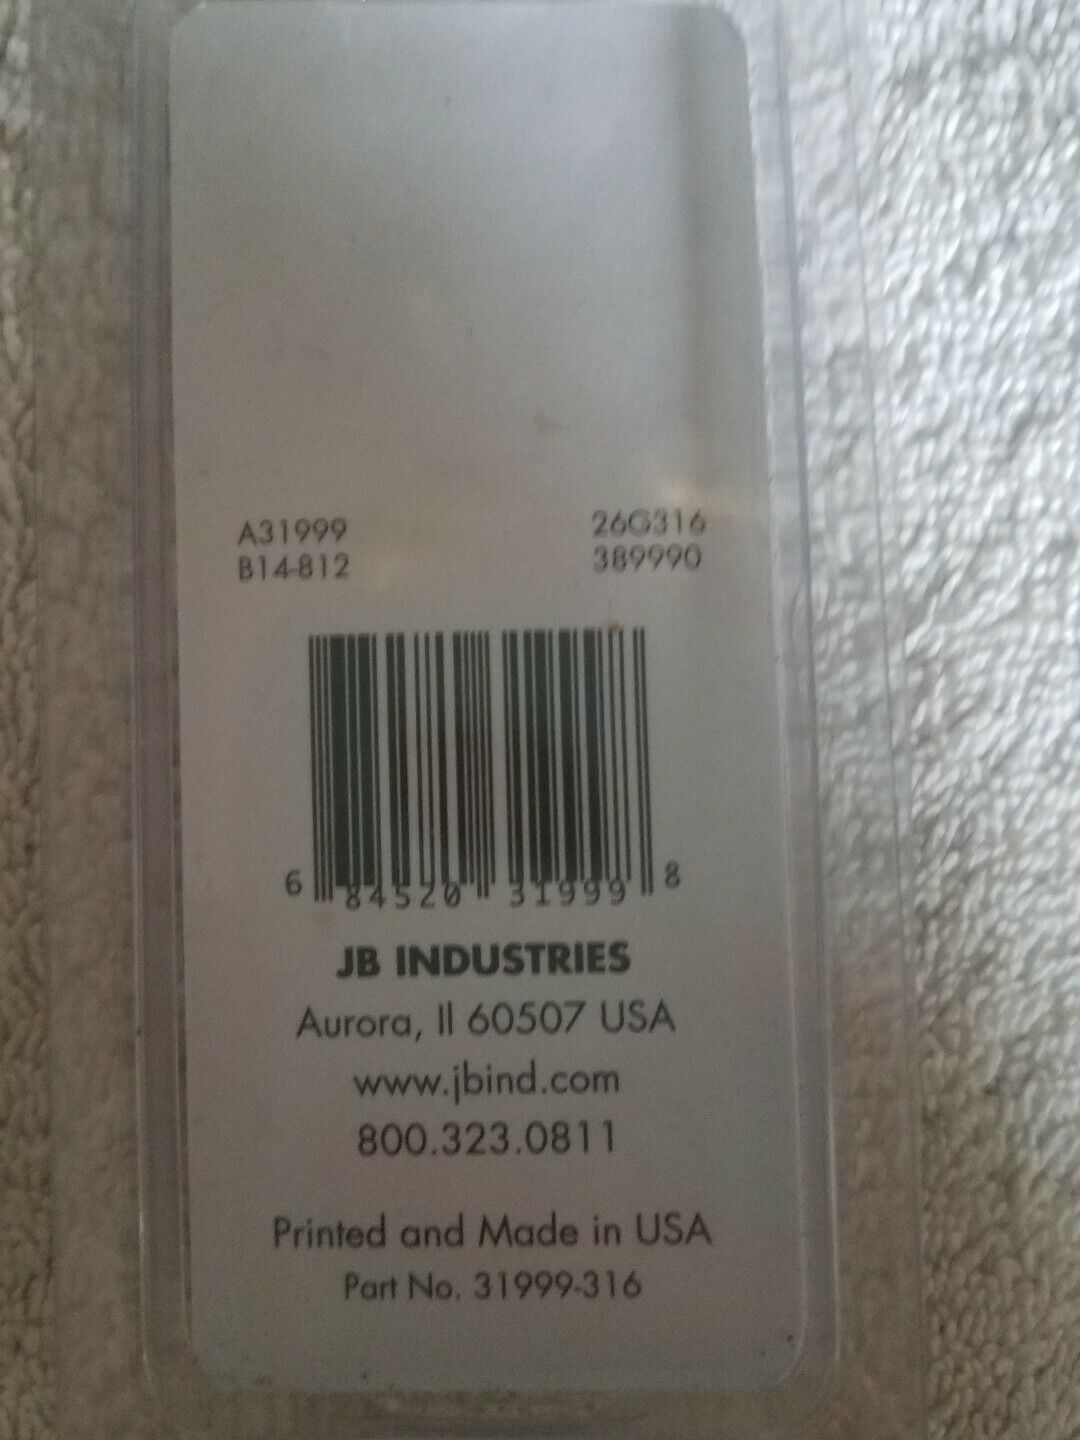 A31999 26G316
B14-812 389990
6 84520 31999 8
JB INDUSTRIES
Aurora, Il 60507 USA
www.jbind.com
800.323.0811
Printed and Made in USA
Part No. 31999-316